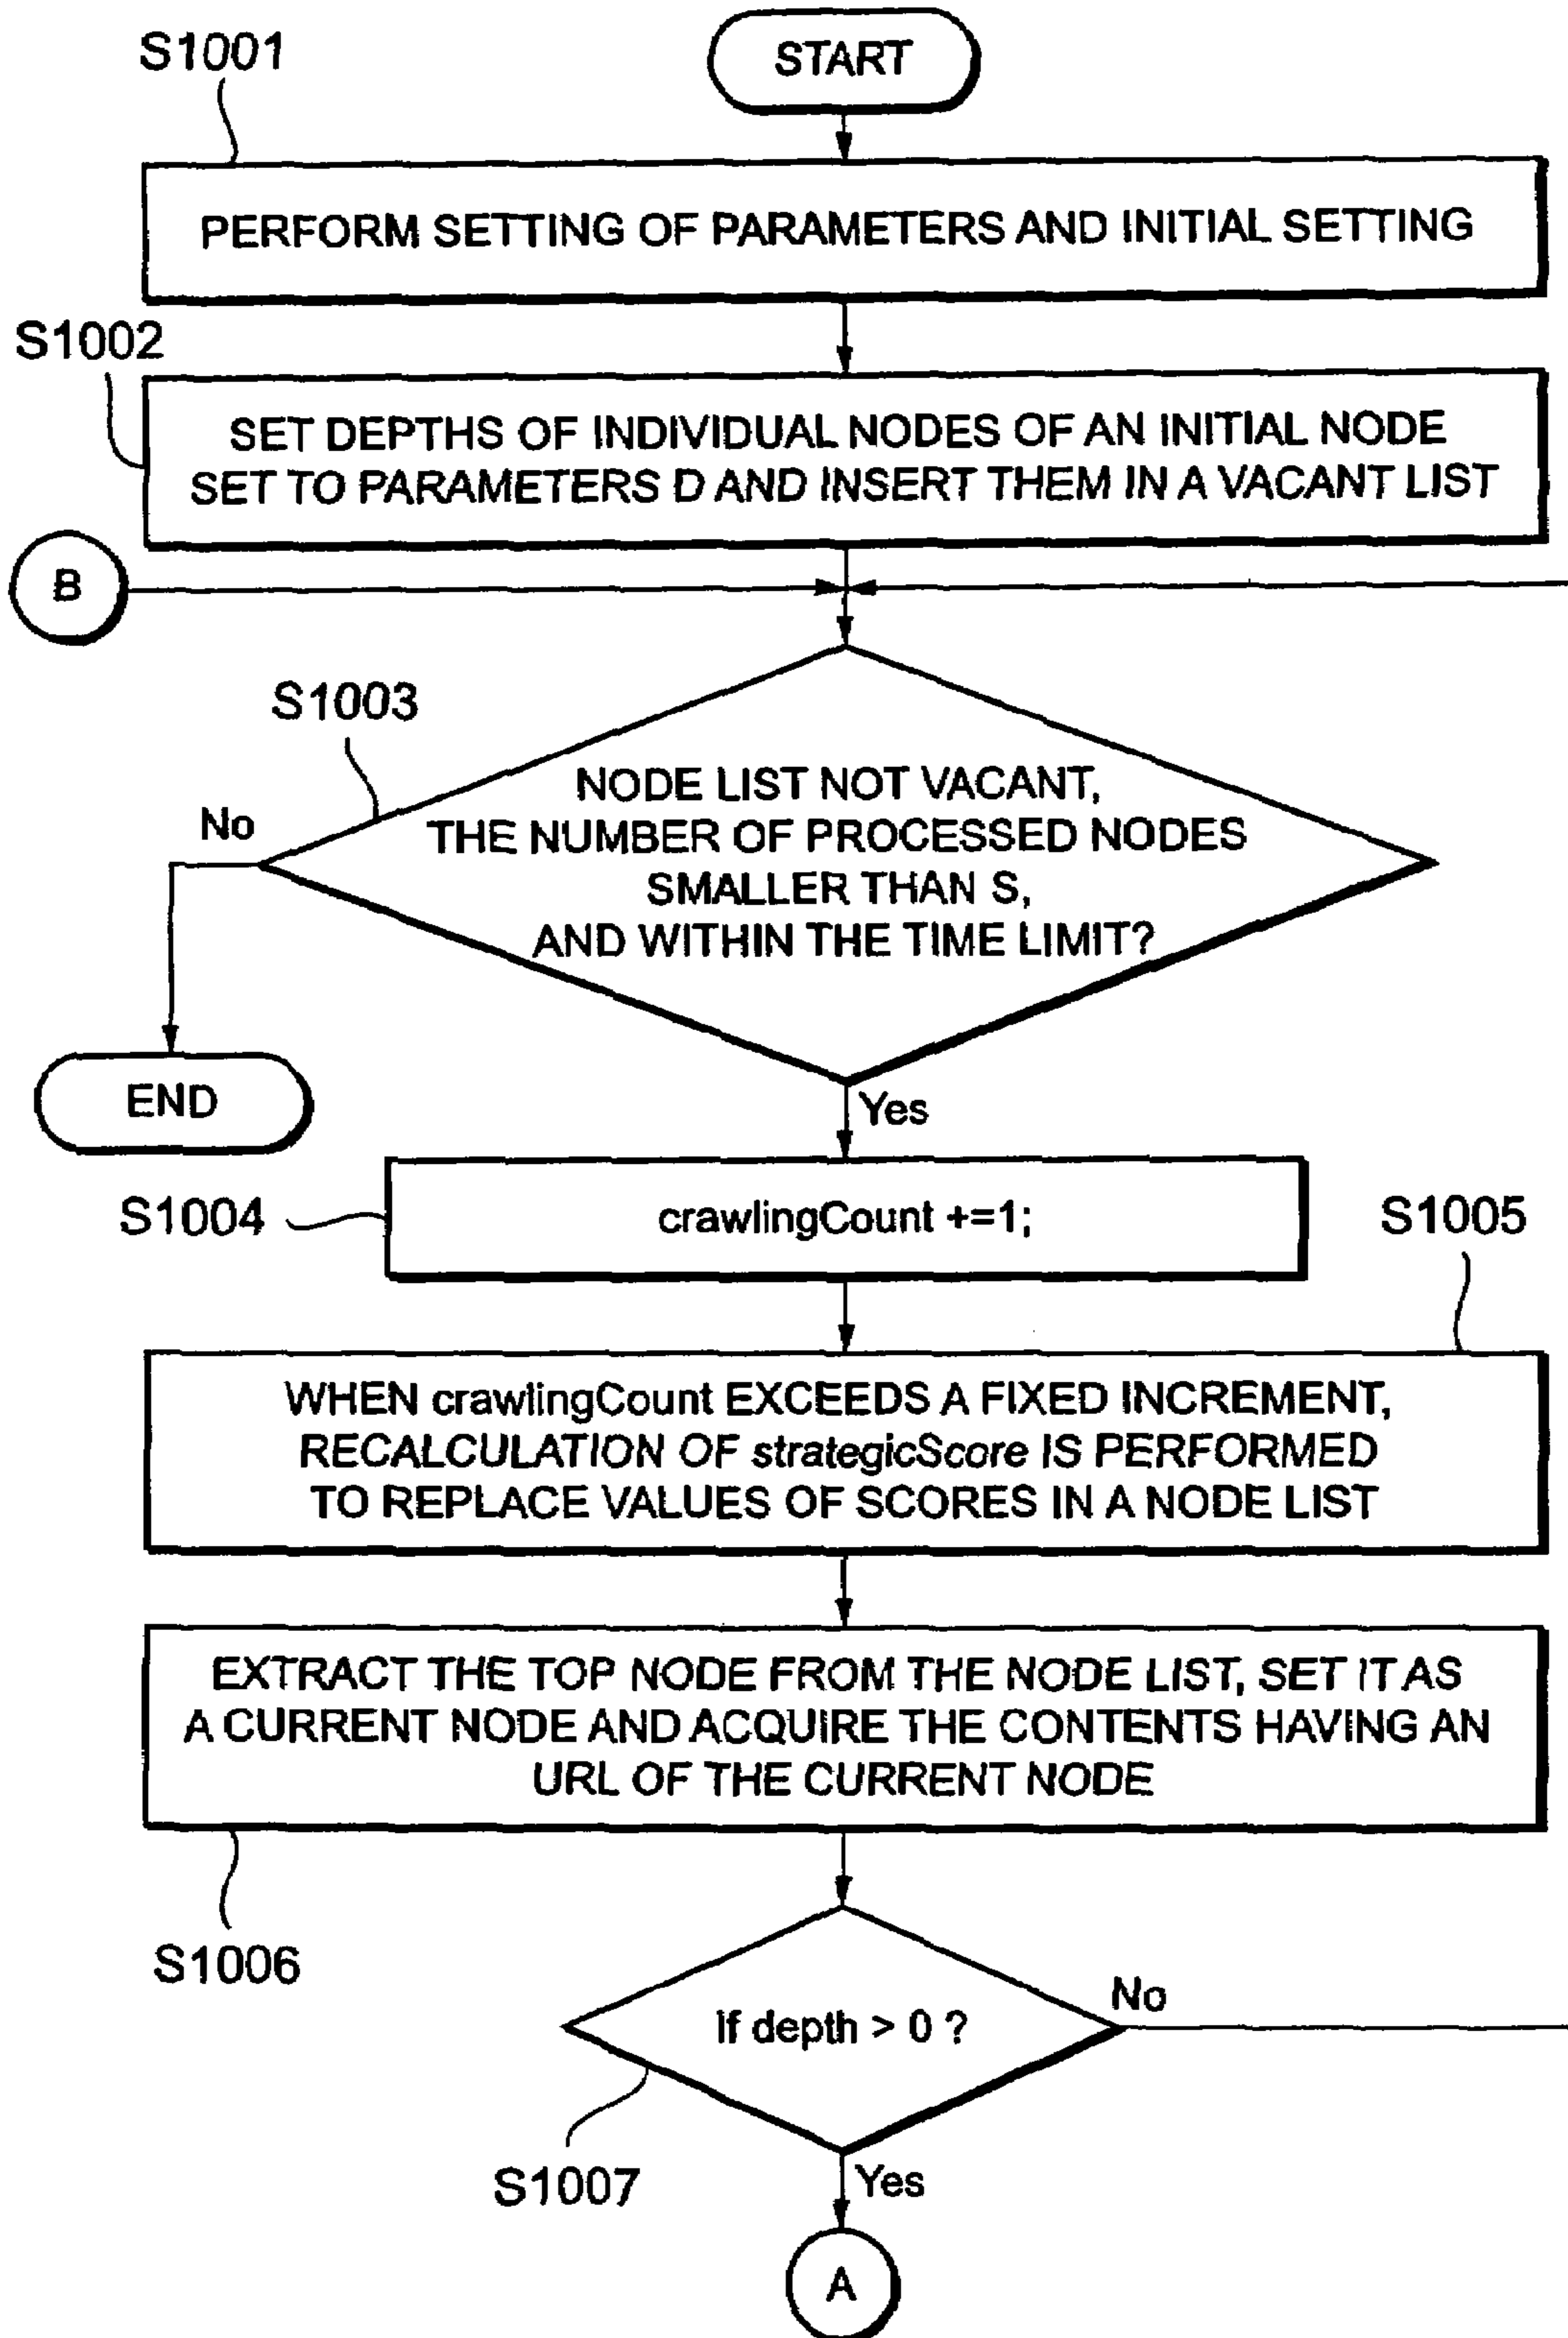 START
S1001
PERFORM SETTING OF PARAMETERS AND INITIAL SETTING
S1002
SET DEPTHS OF INDIVIDUAL NODES OF AN INITIAL NODE
SET TO PARAMETERS D AND INSERT THEM IN A VACANT LIST
B
S1003
NODE LIST NOT VACANT,
THE NUMBER OF PROCESSED NODES
SMALLER THAN S,
AND WITHIN THE TIME LIMIT?
No
END
Yes
S1004
crawlingCount +=1;
S1005
WHEN crawlingCount EXCEEDS A FIXED INCREMENT,
RECALCULATION OF strategicScore IS PERFORMED
TO REPLACE VALUES OF SCORES IN A NODE LIST
EXTRACT THE TOP NODE FROM THE NODE LIST, SET IT AS
A CURRENT NODE AND ACQUIRE THE CONTENTS HAVING AN
URL OF THE CURRENT NODE
S1006
If depth > 0 ?
No
S1007
Yes
A